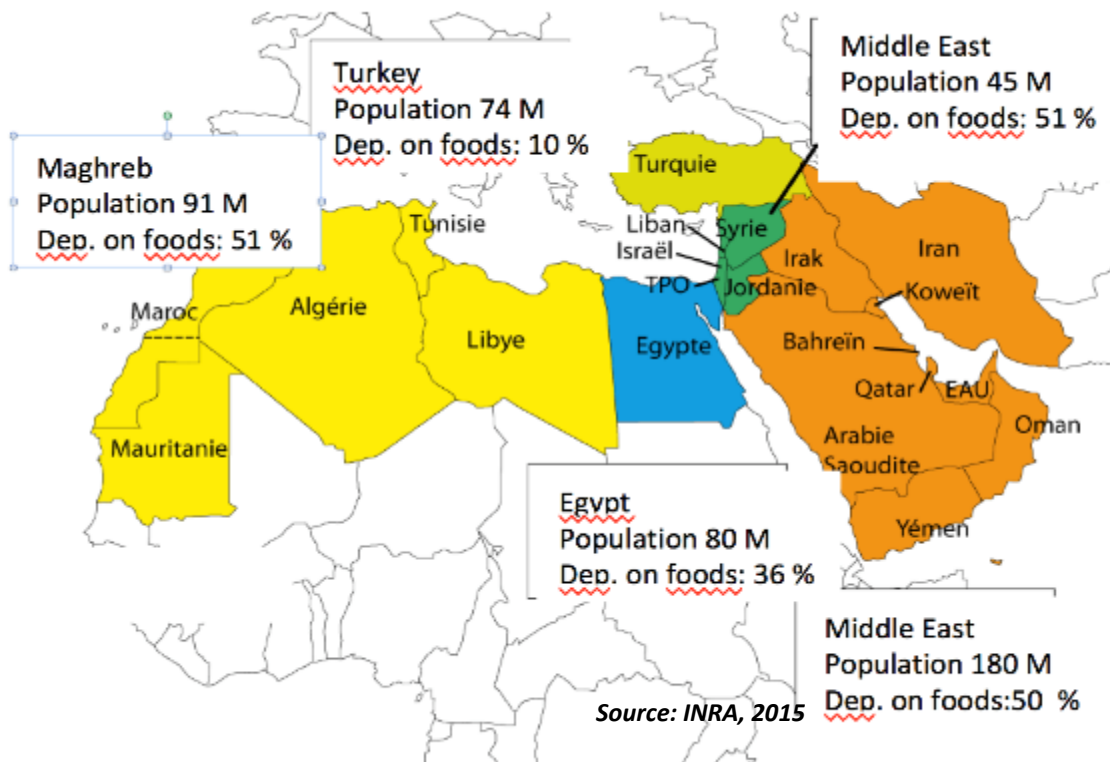 Turkey
Population 74 M
Dep. on foods: 10 %
Middle East
Population 45 M
Dep. on foods: 51 %
Maghreb
Population 91 M
Dep. on foods: 51 %
Turquie
Tunisie
Liban
Syrie
Israël
Irak
Iran
TPO
Jordanie
Koweït
Maroc
Algérie
Libye
Egypte
Bahreïn
Qatar
EAU
Mauritanie
Arabie
Saoudite
Oman
Yémen
Egypt
Population 80 M
Dep. on foods: 36 %
Middle East
Population 180 M
Dep. on foods:50 %
Source: INRA, 2015